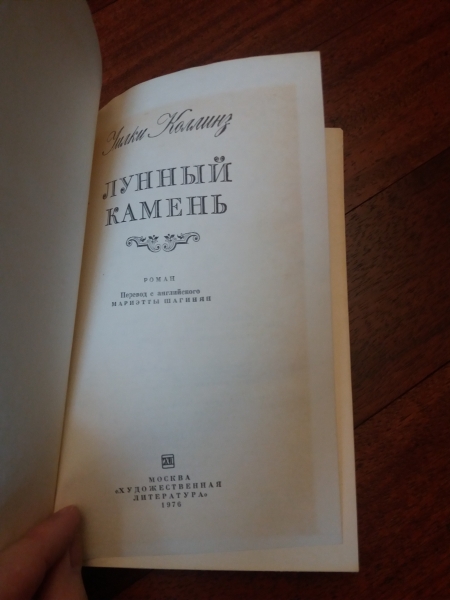 Уилки Коллинз
ЛУННЫЙ
КАМЕНЬ
РОМАН
Перевод с английского
МАРИЭТТЫ ШАГИНЯН
МОСКВА
«ХУДОЖЕСТВЕННАЯ
ЛИТЕРАТУРА»
1976